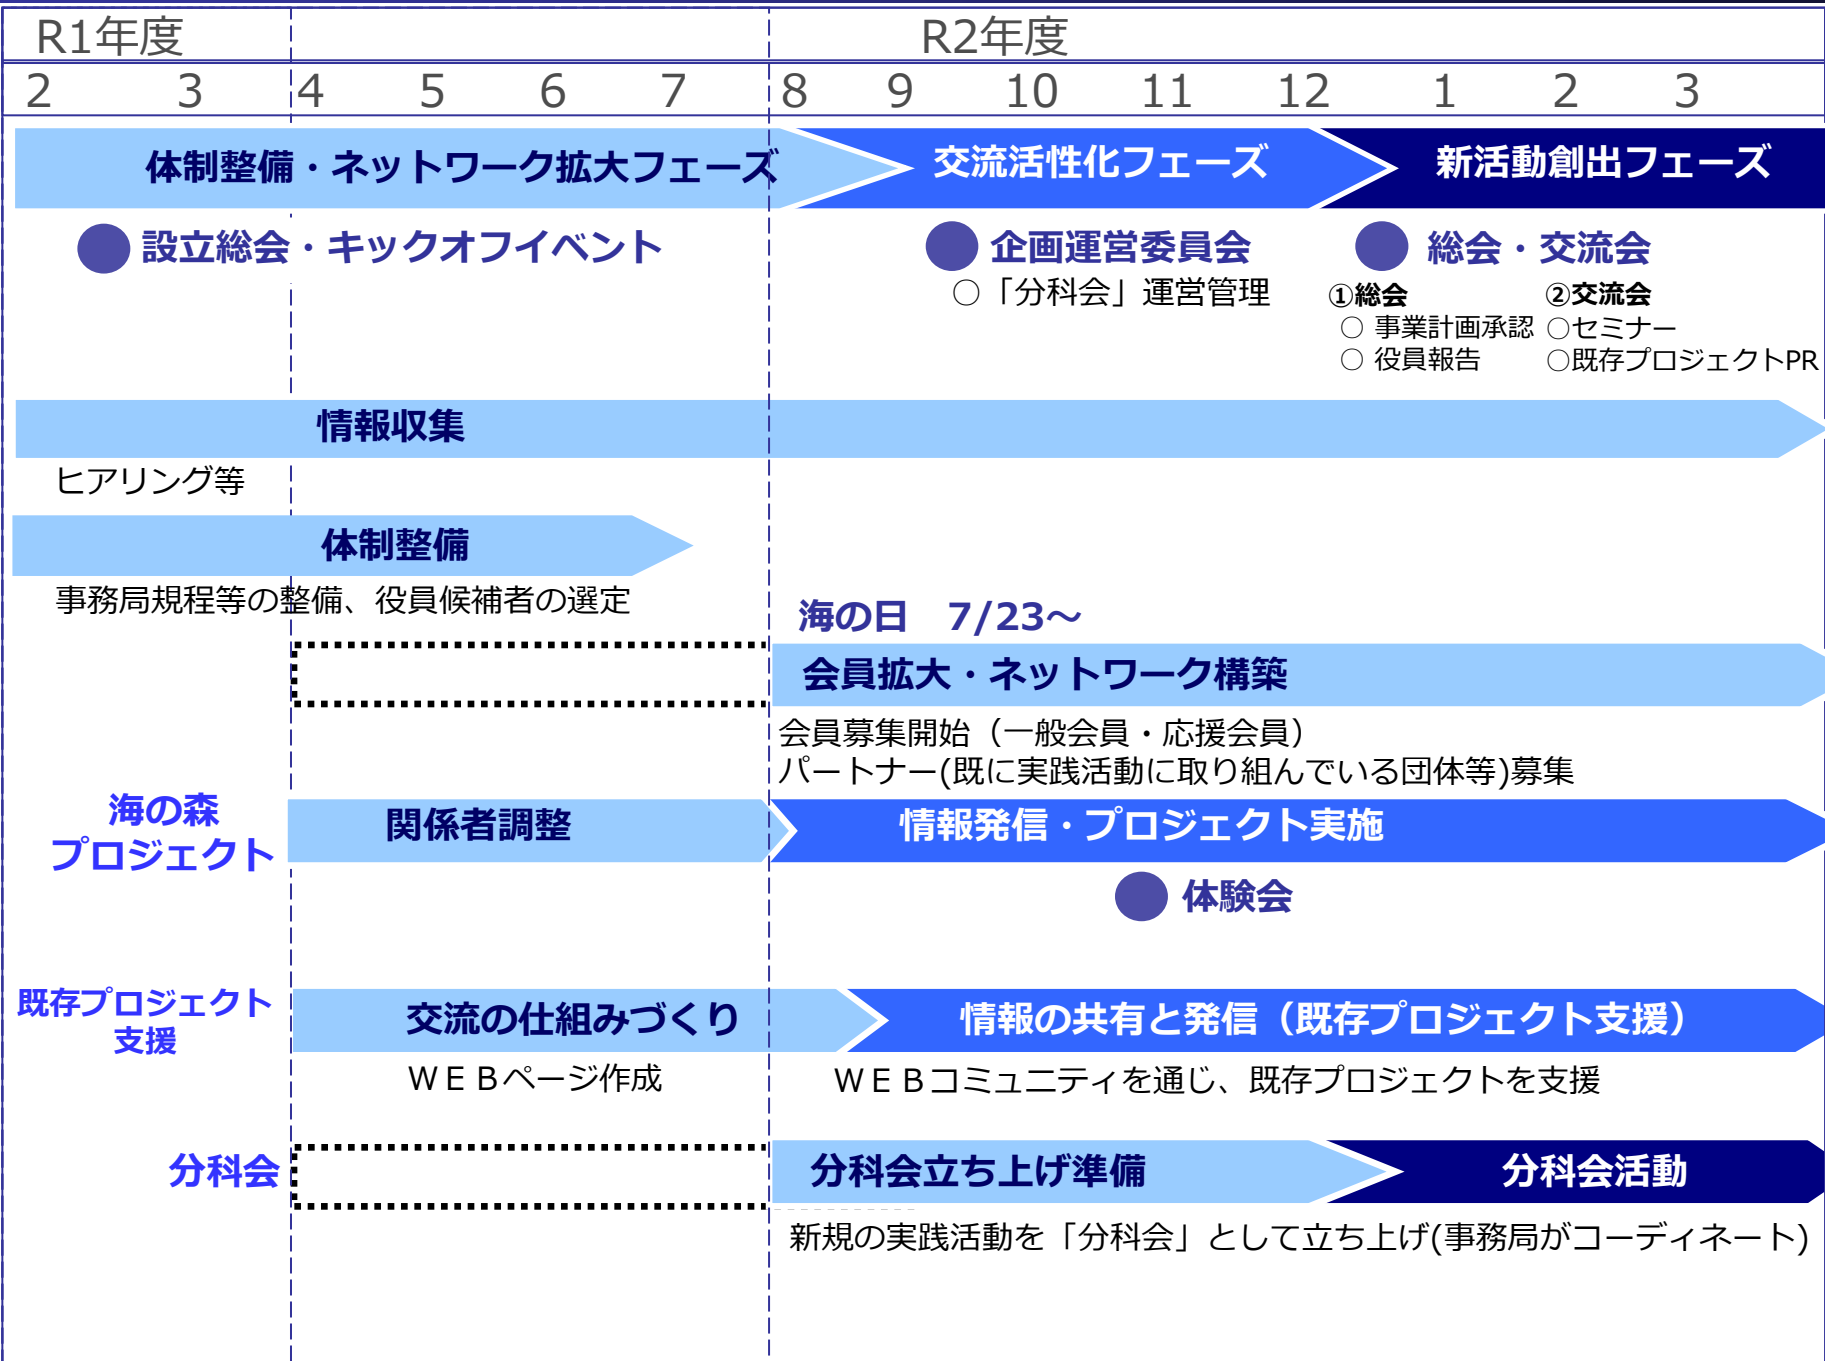 R1年度 R2年度
2 3 4 5 6 7 8 9 10 11 12 1 2 3
体制整備・ネットワーク拡大フェーズ 交流活性化フェーズ 新活動創出フェーズ
設立総会・キックオフイベント 企画運営委員会 総会・交流会
○「分科会」運営管理 ①総会 ②交流会
○ 事業計画承認 ○セミナー
○ 役員報告 ○既存プロジェクトPR
情報収集
ヒアリング等
体制整備
事務局規程等の整備、役員候補者の選定
海の日　7/23～
会員拡大・ネットワーク構築
会員募集開始（一般会員・応援会員）
パートナー(既に実践活動に取り組んでいる団体等)募集
海の森
プロジェクト
関係者調整 情報発信・プロジェクト実施
体験会
既存プロジェクト
支援
交流の仕組みづくり 情報の共有と発信（既存プロジェクト支援）
ＷＥＢページ作成 ＷＥＢコミュニティを通じ、既存プロジェクトを支援
分科会 分科会立ち上げ準備 分科会活動
新規の実践活動を「分科会」として立ち上げ(事務局がコーディネート)